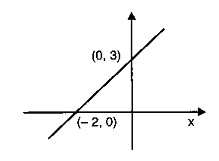 (0, 3)
(– 2, 0)
x